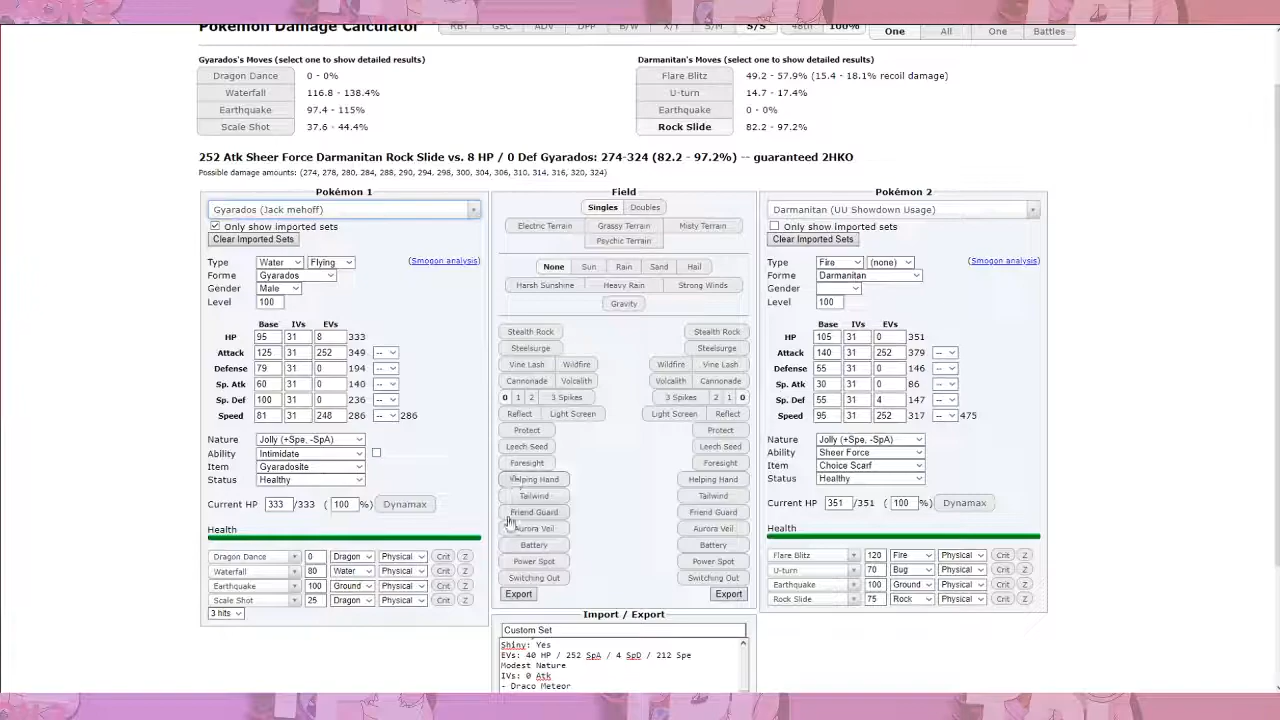 Pokémon Damage Calculator RBY GSC ADV DPP B/W X/Y S/M S/S 48th 100% One All One Battles
Gyarados's Moves (select one to show detailed results)
Dragon Dance 0 - 0%
Waterfall 116.8 - 138.4%
Earthquake 97.4 - 115%
Scale Shot 37.6 - 44.4%
Darmanitan's Moves (select one to show detailed results)
Flare Blitz 49.2 - 57.9% (15.4 - 18.1% recoil damage)
U-turn 14.7 - 17.4%
Earthquake 0 - 0%
Rock Slide 82.2 - 97.2%
252 Atk Sheer Force Darmanitan Rock Slide vs. 8 HP / 0 Def Gyarados: 274-324 (82.2 - 97.2%) -- guaranteed 2HKO
Possible damage amounts: (274, 278, 280, 284, 288, 290, 294, 298, 300, 304, 306, 310, 314, 316, 320, 324)
Pokémon 1
Gyarados (Jack mehoff)
Only show imported sets
Clear Imported Sets
Type Water Flying (Smogon analysis)
Forme Gyarados
Gender Male
Level 100
Base IVs EVs
HP 95 31 8 333
Attack 125 31 252 349 --
Defense 79 31 0 194 --
Sp. Atk 60 31 0 140 --
Sp. Def 100 31 0 236 --
Speed 81 31 248 286 -- 286
Nature Jolly (+Spe, -SpA)
Ability Intimidate
Item Gyaradosite
Status Healthy
Current HP 333 /333 ( 100 %) Dynamax
Health
Dragon Dance 0 Dragon Physical Crit Z
Waterfall 80 Water Physical Crit Z
Earthquake 100 Ground Physical Crit Z
Scale Shot 25 Dragon Physical Crit Z
3 hits
Field
Singles Doubles
Electric Terrain Grassy Terrain Misty Terrain
Psychic Terrain
None Sun Rain Sand Hail
Harsh Sunshine Heavy Rain Strong Winds
Gravity
Stealth Rock Stealth Rock
Steelsurge Steelsurge
Vine Lash Wildfire Wildfire Vine Lash
Cannonade Volcalith Volcalith Cannonade
0 1 2 3 Spikes 3 Spikes 2 1 0
Reflect Light Screen Light Screen Reflect
Protect Protect
Leech Seed Leech Seed
Foresight Foresight
Helping Hand Helping Hand
Tailwind Tailwind
Friend Guard Friend Guard
Aurora Veil Aurora Veil
Battery Battery
Power Spot Power Spot
Switching Out Switching Out
Export Export
Import / Export
Custom Set
Shiny: Yes
EVs: 40 HP / 252 SpA / 4 SpD / 212 Spe
Modest Nature
IVs: 0 Atk
- Draco Meteor
Pokémon 2
Darmanitan (UU Showdown Usage)
Only show imported sets
Clear Imported Sets
Type Fire (none) (Smogon analysis)
Forme Darmanitan
Gender
Level 100
Base IVs EVs
HP 105 31 0 351
Attack 140 31 252 379 --
Defense 55 31 0 146 --
Sp. Atk 30 31 0 86 --
Sp. Def 55 31 4 147 --
Speed 95 31 252 317 -- 475
Nature Jolly (+Spe, -SpA)
Ability Sheer Force
Item Choice Scarf
Status Healthy
Current HP 351 /351 ( 100 %) Dynamax
Health
Flare Blitz 120 Fire Physical Crit Z
U-turn 70 Bug Physical Crit Z
Earthquake 100 Ground Physical Crit Z
Rock Slide 75 Rock Physical Crit Z